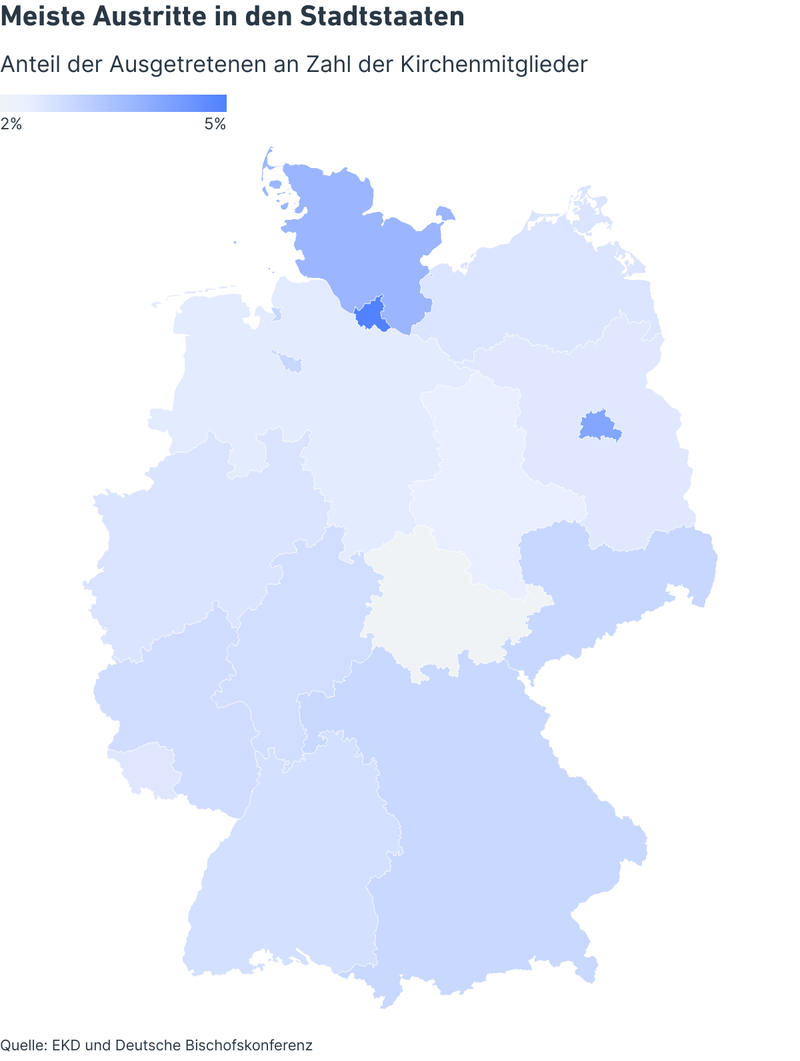 Meiste Austritte in den Stadtstaaten
Anteil der Ausgetretenen an Zahl der Kirchenmitglieder
2% 5%
Quelle: EKD und Deutsche Bischofskonferenz